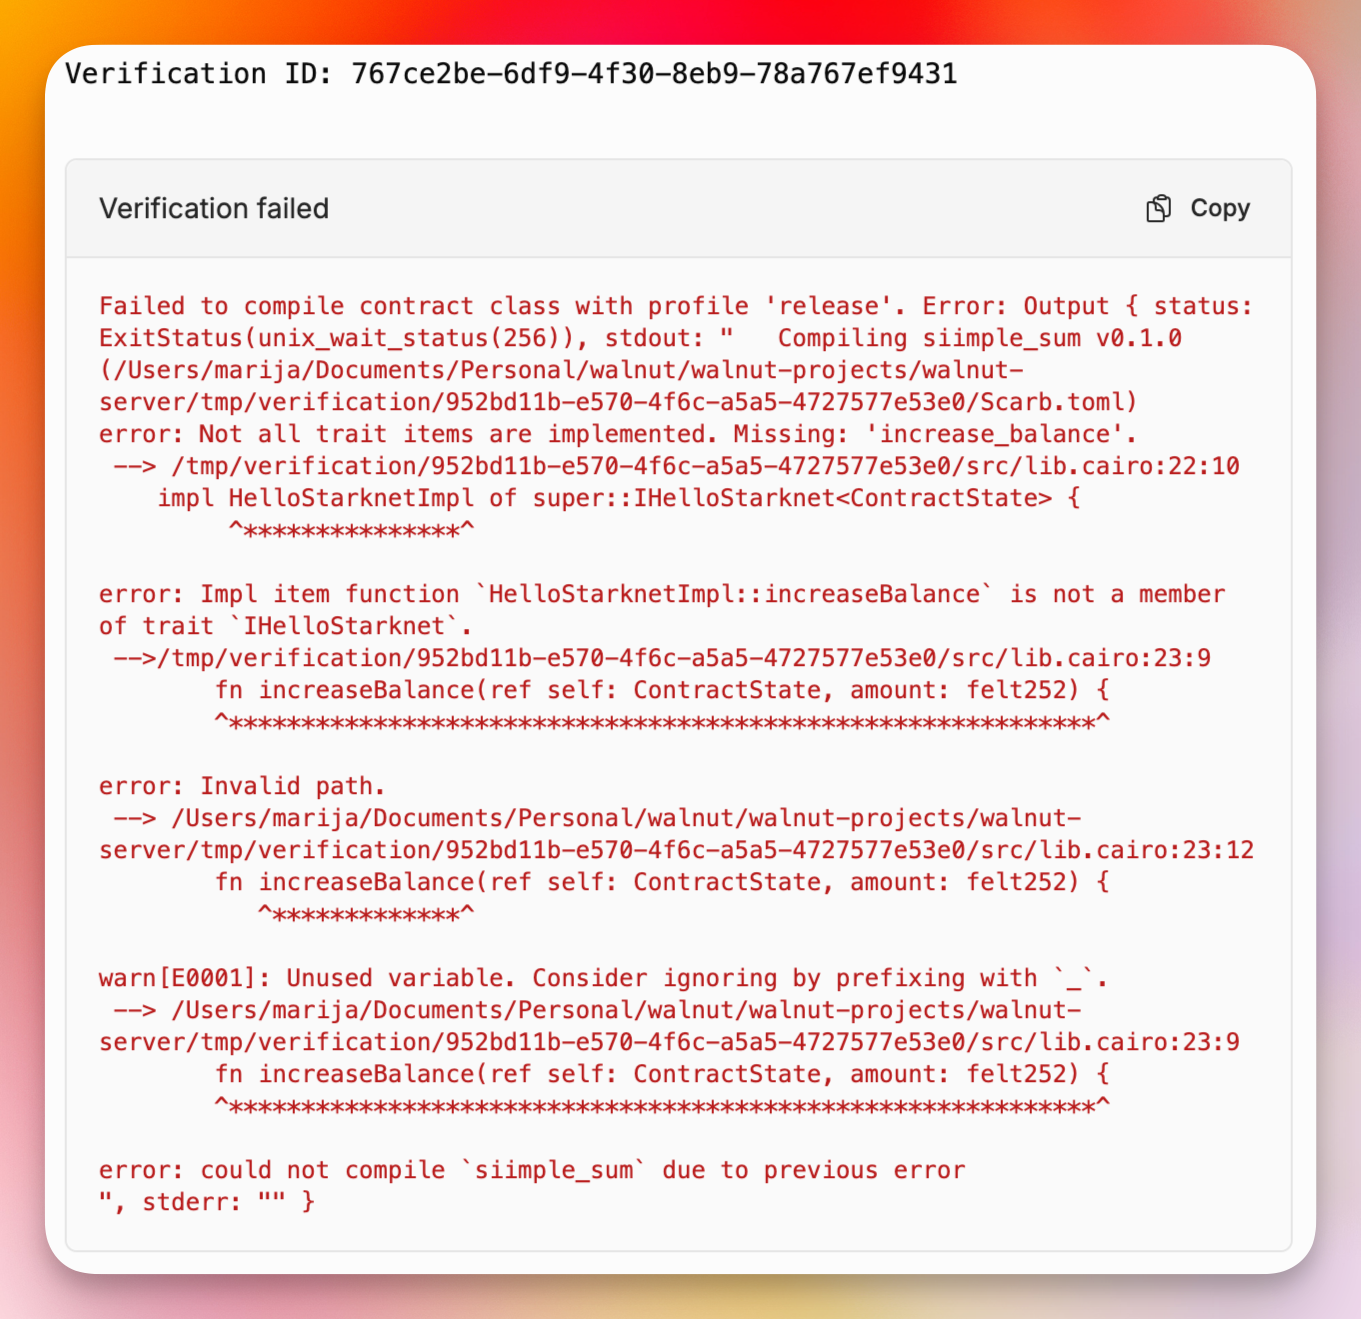 Verification ID: 767ce2be-6df9-4f30-8eb9-78a767ef9431
Verification failed
Copy
Failed to compile contract class with profile 'release'. Error: Output { status:
ExitStatus(unix_wait_status(256)), stdout: "   Compiling siimple_sum v0.1.0
(/Users/marija/Documents/Personal/walnut/walnut-projects/walnut-
server/tmp/verification/952bd11b-e570-4f6c-a5a5-4727577e53e0/Scarb.toml)
error: Not all trait items are implemented. Missing: 'increase_balance'.
 --> /tmp/verification/952bd11b-e570-4f6c-a5a5-4727577e53e0/src/lib.cairo:22:10
    impl HelloStarknetImpl of super::IHelloStarknet<ContractState> {
         ^***************^
error: Impl item function `HelloStarknetImpl::increaseBalance` is not a member
of trait `IHelloStarknet`.
 -->/tmp/verification/952bd11b-e570-4f6c-a5a5-4727577e53e0/src/lib.cairo:23:9
        fn increaseBalance(ref self: ContractState, amount: felt252) {
        ^************************************************************^
error: Invalid path.
 --> /Users/marija/Documents/Personal/walnut/walnut-projects/walnut-
server/tmp/verification/952bd11b-e570-4f6c-a5a5-4727577e53e0/src/lib.cairo:23:12
        fn increaseBalance(ref self: ContractState, amount: felt252) {
           ^*************^
warn[E0001]: Unused variable. Consider ignoring by prefixing with `_`.
 --> /Users/marija/Documents/Personal/walnut/walnut-projects/walnut-
server/tmp/verification/952bd11b-e570-4f6c-a5a5-4727577e53e0/src/lib.cairo:23:9
        fn increaseBalance(ref self: ContractState, amount: felt252) {
        ^************************************************************^
error: could not compile `siimple_sum` due to previous error
", stderr: "" }